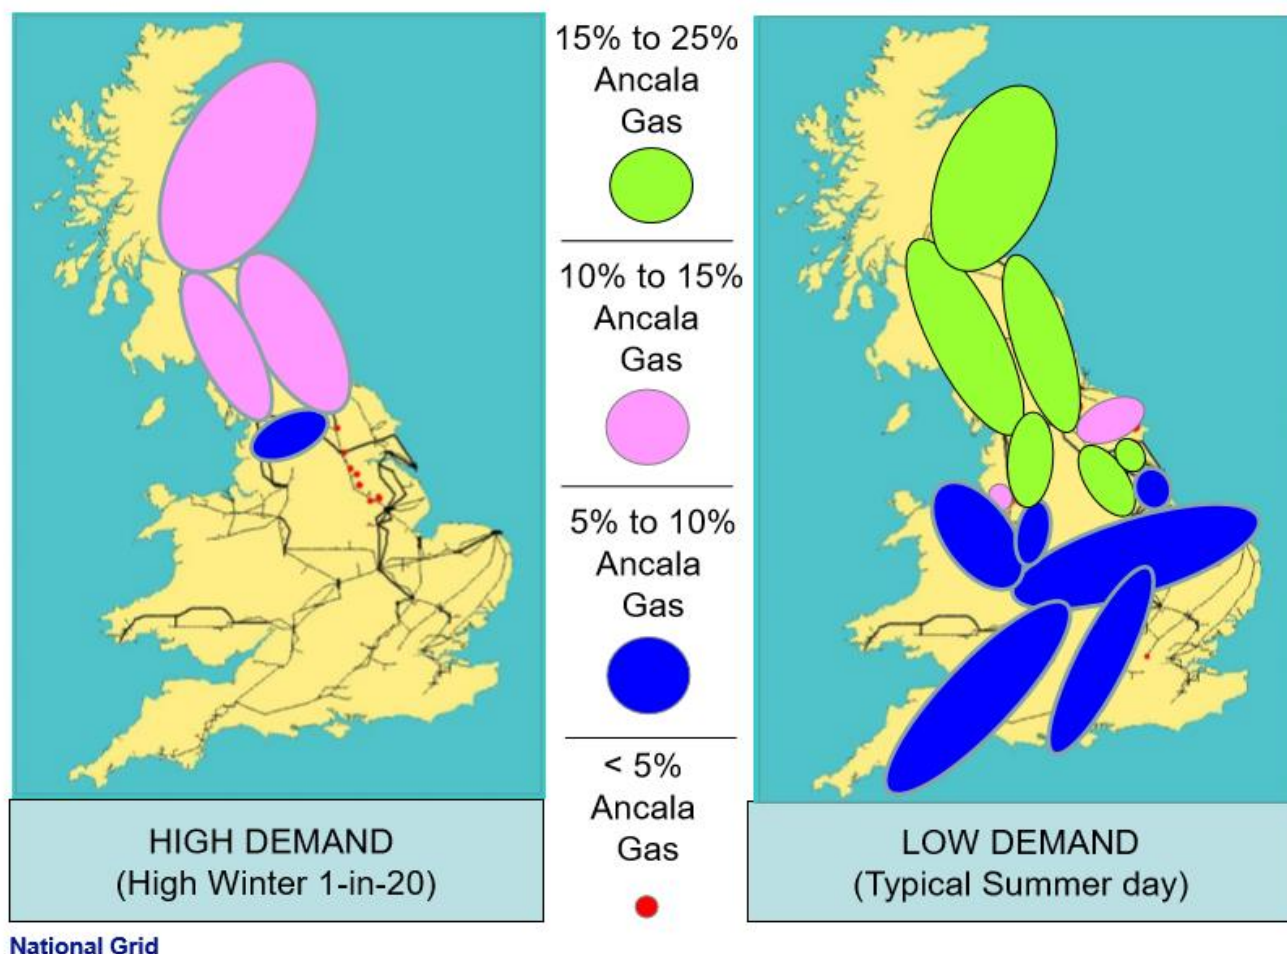 15% to 25%
Ancala
Gas
10% to 15%
Ancala
Gas
5% to 10%
Ancala
Gas
< 5%
Ancala
Gas
HIGH DEMAND
(High Winter 1-in-20)
LOW DEMAND
(Typical Summer day)
National Grid